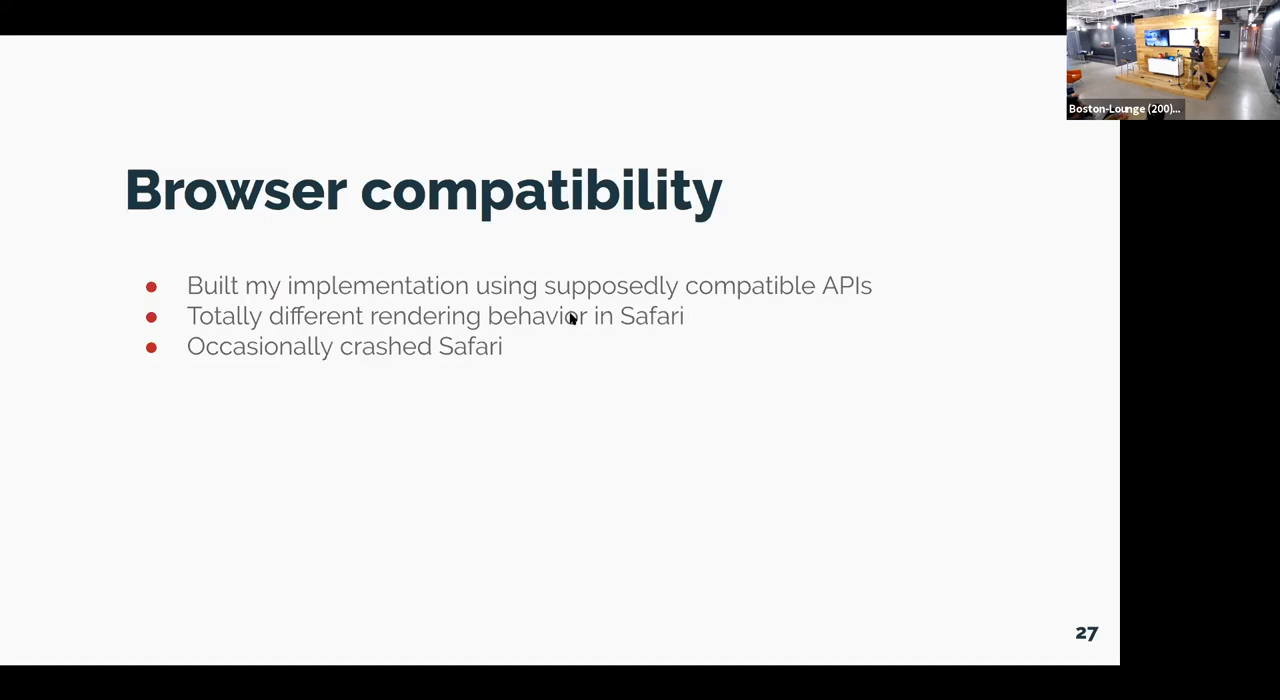 Boston-Lounge (200)...
Browser compatibility
● Built my implementation using supposedly compatible APIs
● Totally different rendering behavior in Safari
● Occasionally crashed Safari
27